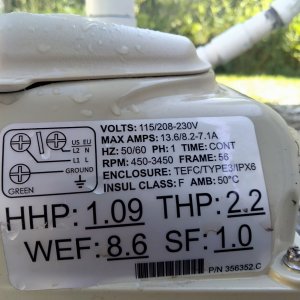 VOLTS: 115/208-230V
MAX AMPS: 13.6/8.2-7.1A
HZ: 50/60 PH: 1 TIME: CONT
RPM: 450-3450 FRAME: 56
ENCLOSURE: TEFC/TYPE3/IPX6
INSUL CLASS: F AMB: 50°C
US EU
L2 N
L1 L
GROUND
GREEN
HHP: 1.09 THP: 2.2
WEF: 8.6 SF: 1.0
P/N 356352.C